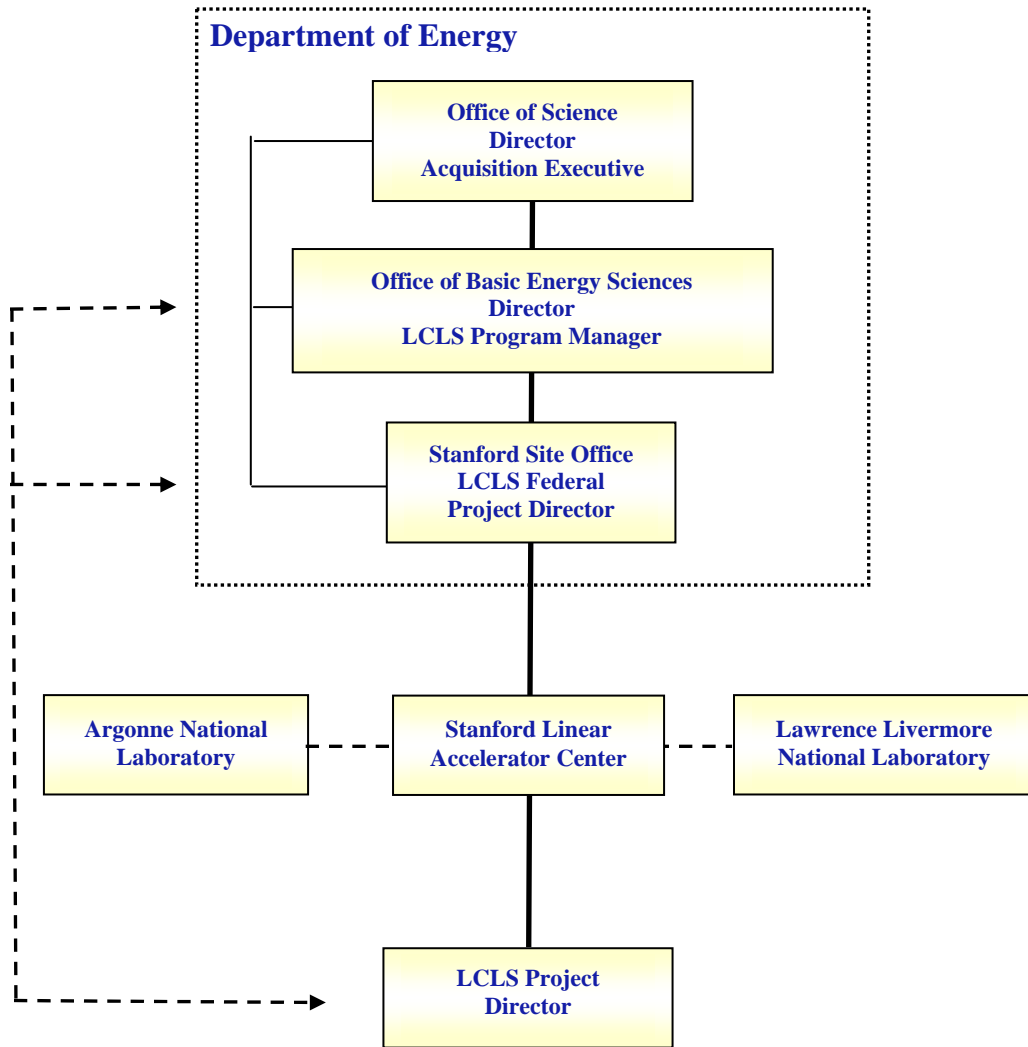 Department of Energy
Office of Science
Director
Acquisition Executive
Office of Basic Energy Sciences
Director
LCLS Program Manager
Stanford Site Office
LCLS Federal
Project Director
Argonne National
Laboratory
Stanford Linear
Accelerator Center
Lawrence Livermore
National Laboratory
LCLS Project
Director